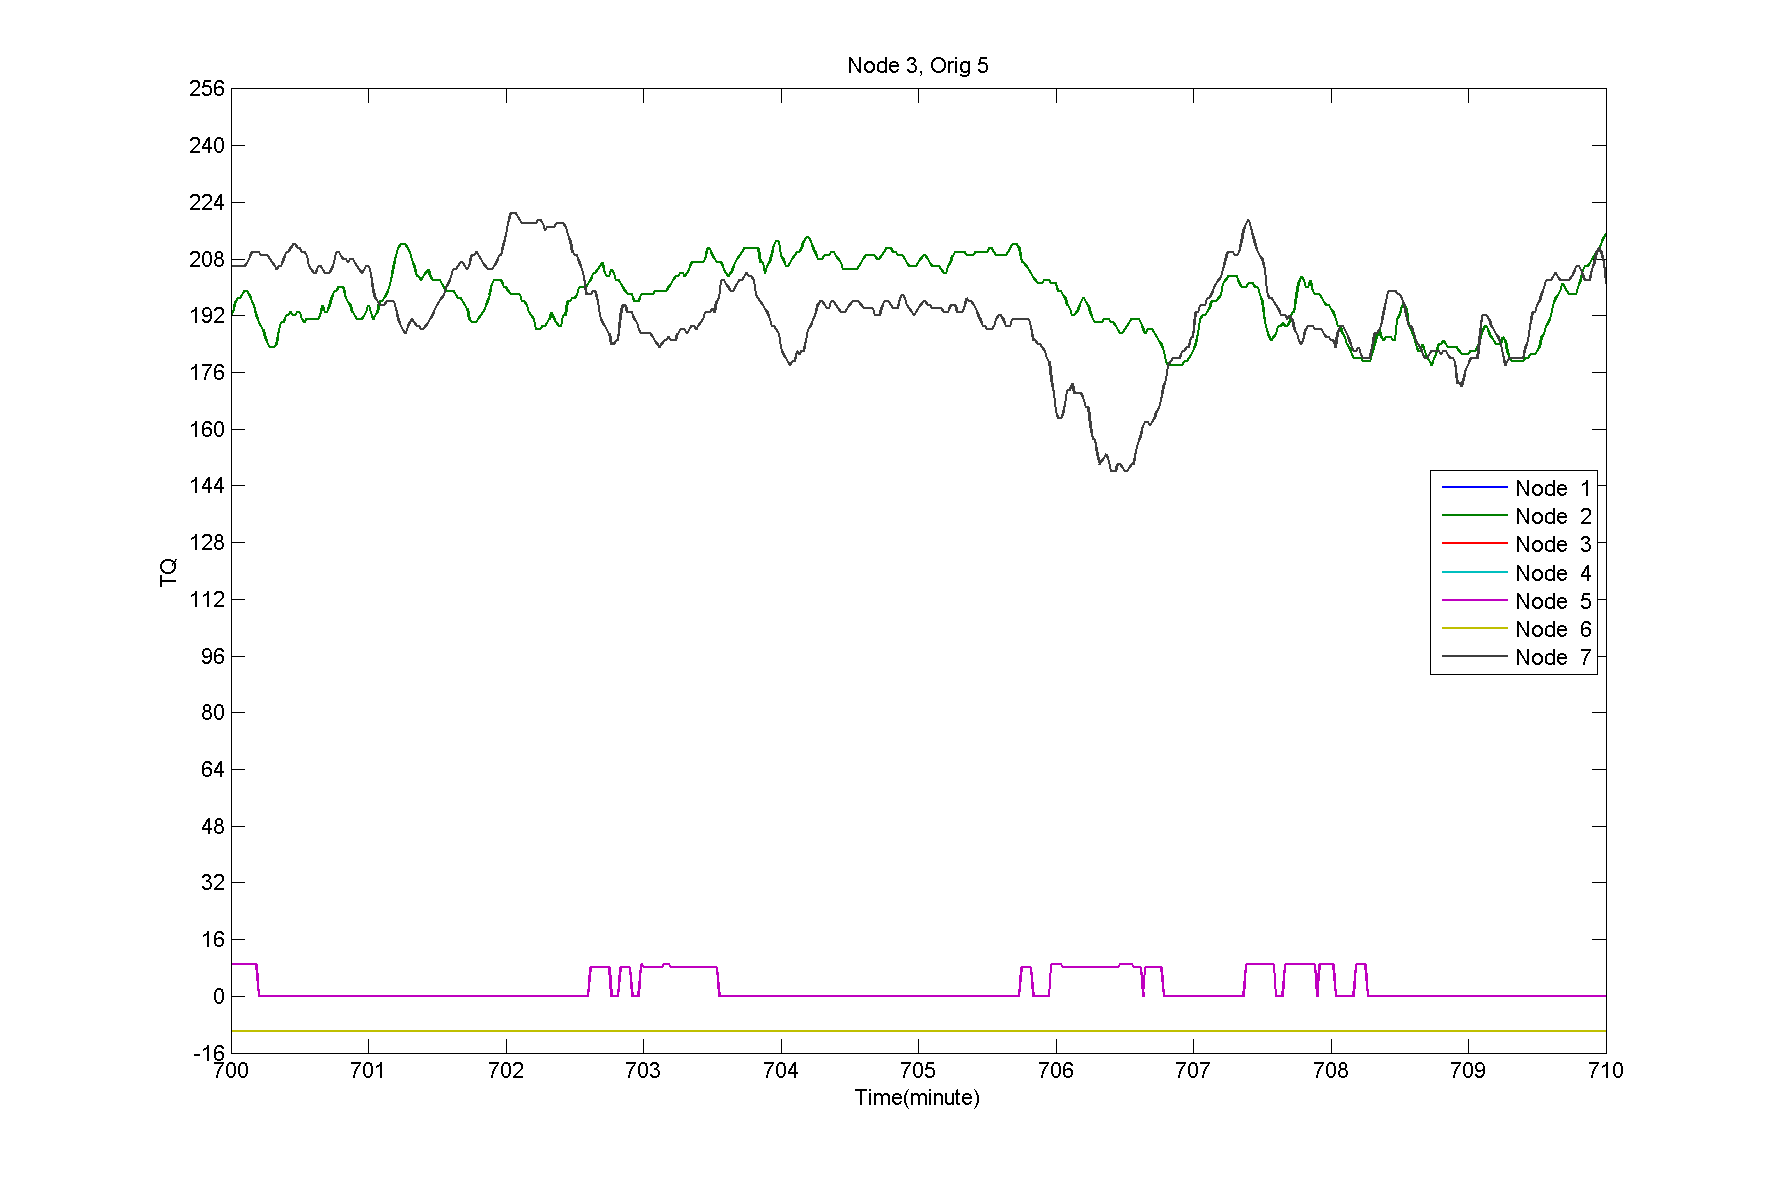 Node 3, Orig 5
256
240
224
208
192
176
160
144
128
112
96
80
64
48
32
16
0
-16
TQ
Node 1
Node 2
Node 3
Node 4
Node 5
Node 6
Node 7
700 701 702 703 704 705 706 707 708 709 710
Time(minute)